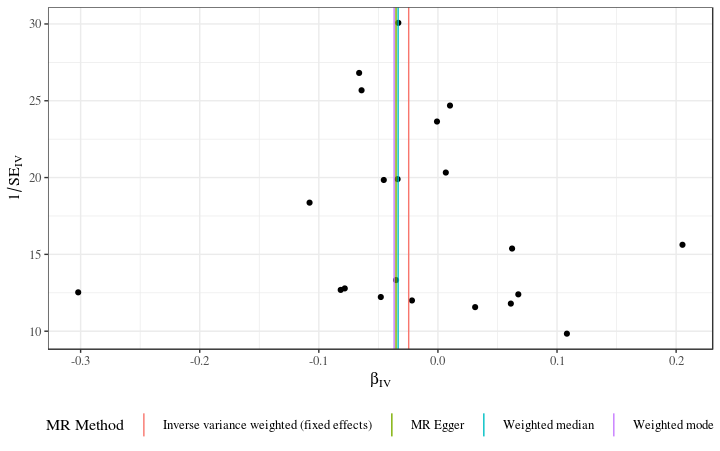 30
25
20
15
10
1/SE_IV
-0.3 -0.2 -0.1 0.0 0.1 0.2
β_IV
MR Method Inverse variance weighted (fixed effects) MR Egger Weighted median Weighted mode